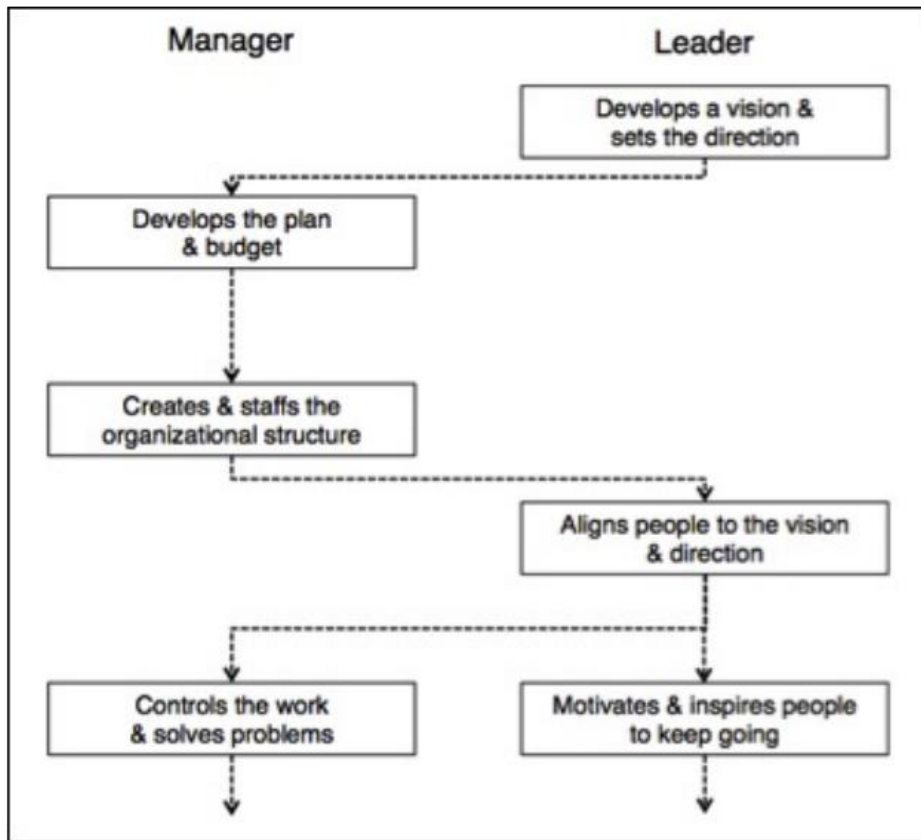 Manager
Leader
Develops a vision &
sets the direction
Develops the plan
& budget
Creates & staffs the
organizational structure
Aligns people to the vision
& direction
Controls the work
& solves problems
Motivates & inspires people
to keep going